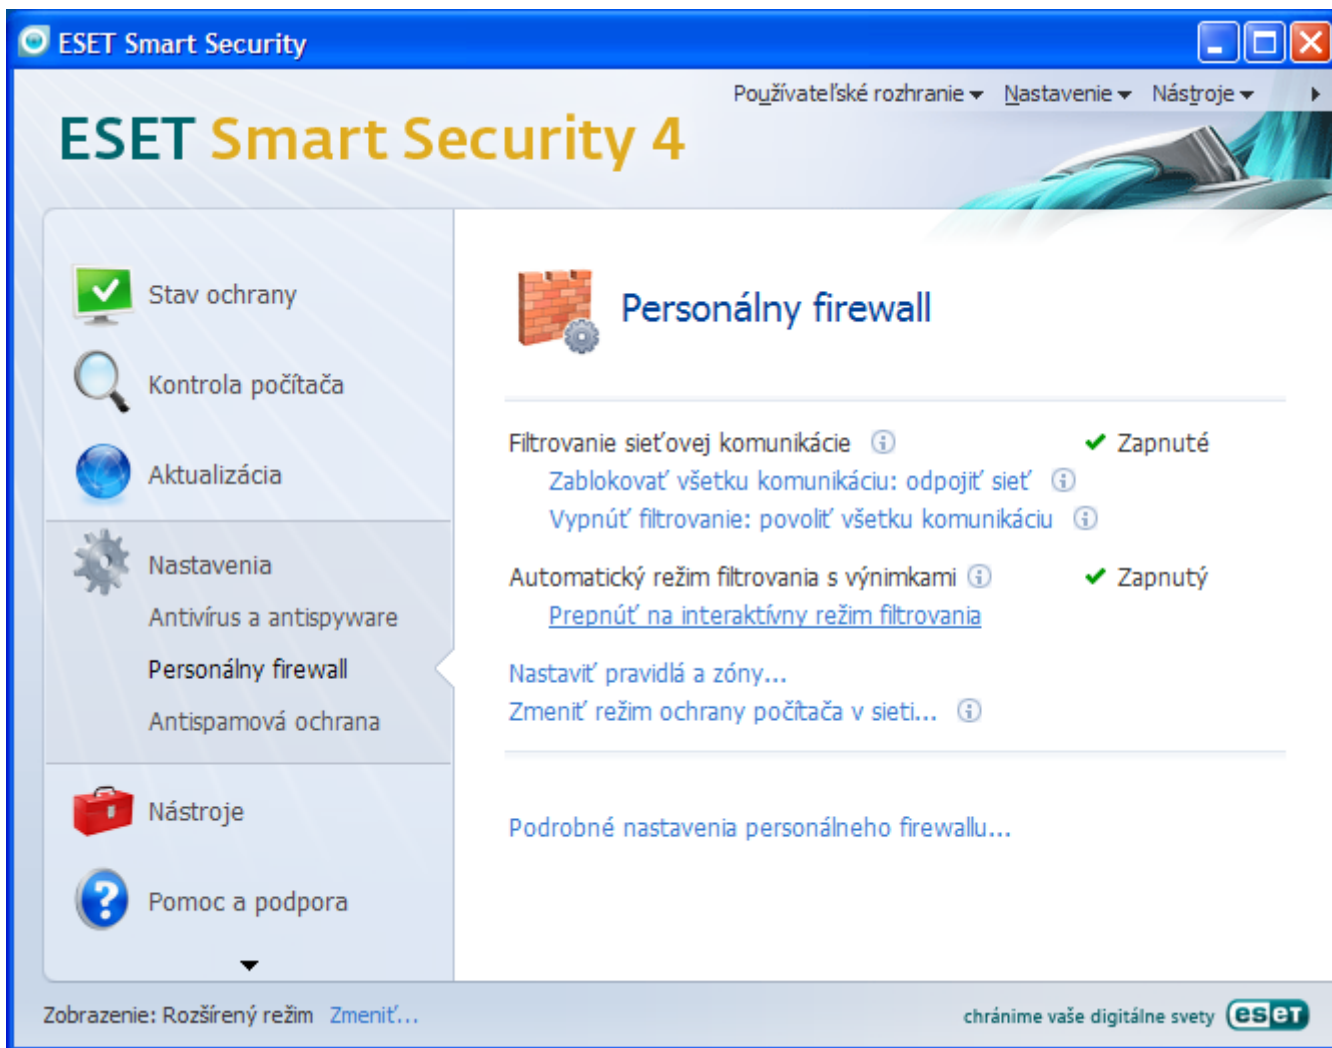 ESET Smart Security
Používateľské rozhranie Nastavenie Nástroje
ESET Smart Security 4
Stav ochrany
Kontrola počítača
Aktualizácia
Nastavenia
Antivírus a antispyware
Personálny firewall
Antispamová ochrana
Nástroje
Pomoc a podpora
Personálny firewall
Filtrovanie sieťovej komunikácie Zapnuté
Zablokovať všetku komunikáciu: odpojiť sieť
Vypnúť filtrovanie: povoliť všetku komunikáciu
Automatický režim filtrovania s výnimkami Zapnutý
Prepnúť na interaktívny režim filtrovania
Nastaviť pravidlá a zóny...
Zmeniť režim ochrany počítača v sieti...
Podrobné nastavenia personálneho firewallu...
Zobrazenie: Rozšírený režim Zmeniť...
chránime vaše digitálne svety eset